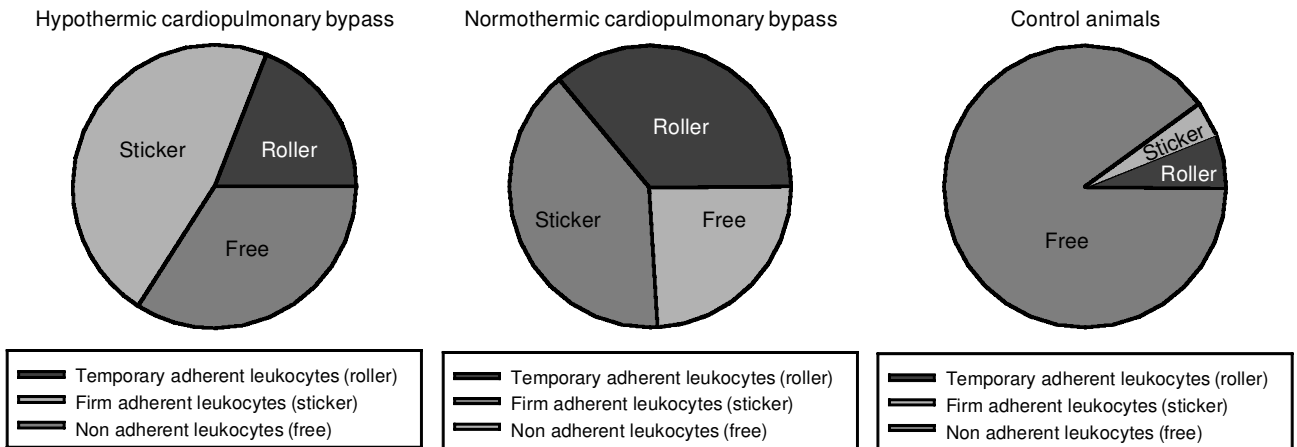 Hypothermic cardiopulmonary bypass
Sticker
Roller
Free
Temporary adherent leukocytes (roller)
Firm adherent leukocytes (sticker)
Non adherent leukocytes (free)
Normothermic cardiopulmonary bypass
Roller
Sticker
Free
Temporary adherent leukocytes (roller)
Firm adherent leukocytes (sticker)
Non adherent leukocytes (free)
Control animals
Sticker
Roller
Free
Temporary adherent leukocytes (roller)
Firm adherent leukocytes (sticker)
Non adherent leukocytes (free)